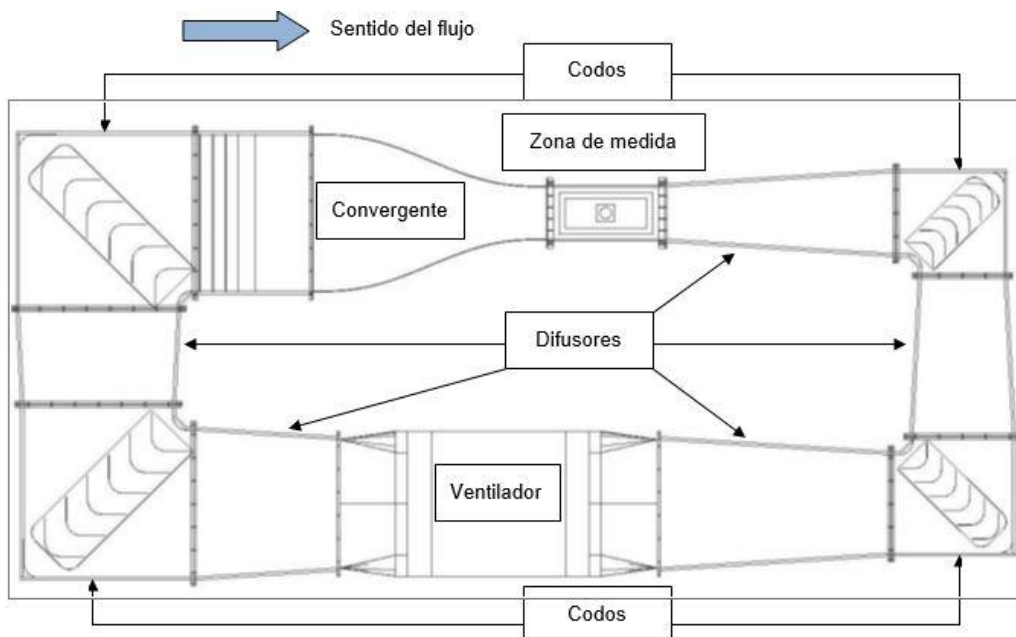 Sentido del flujo
Codos
Zona de medida
Convergente
Difusores
Ventilador
Codos